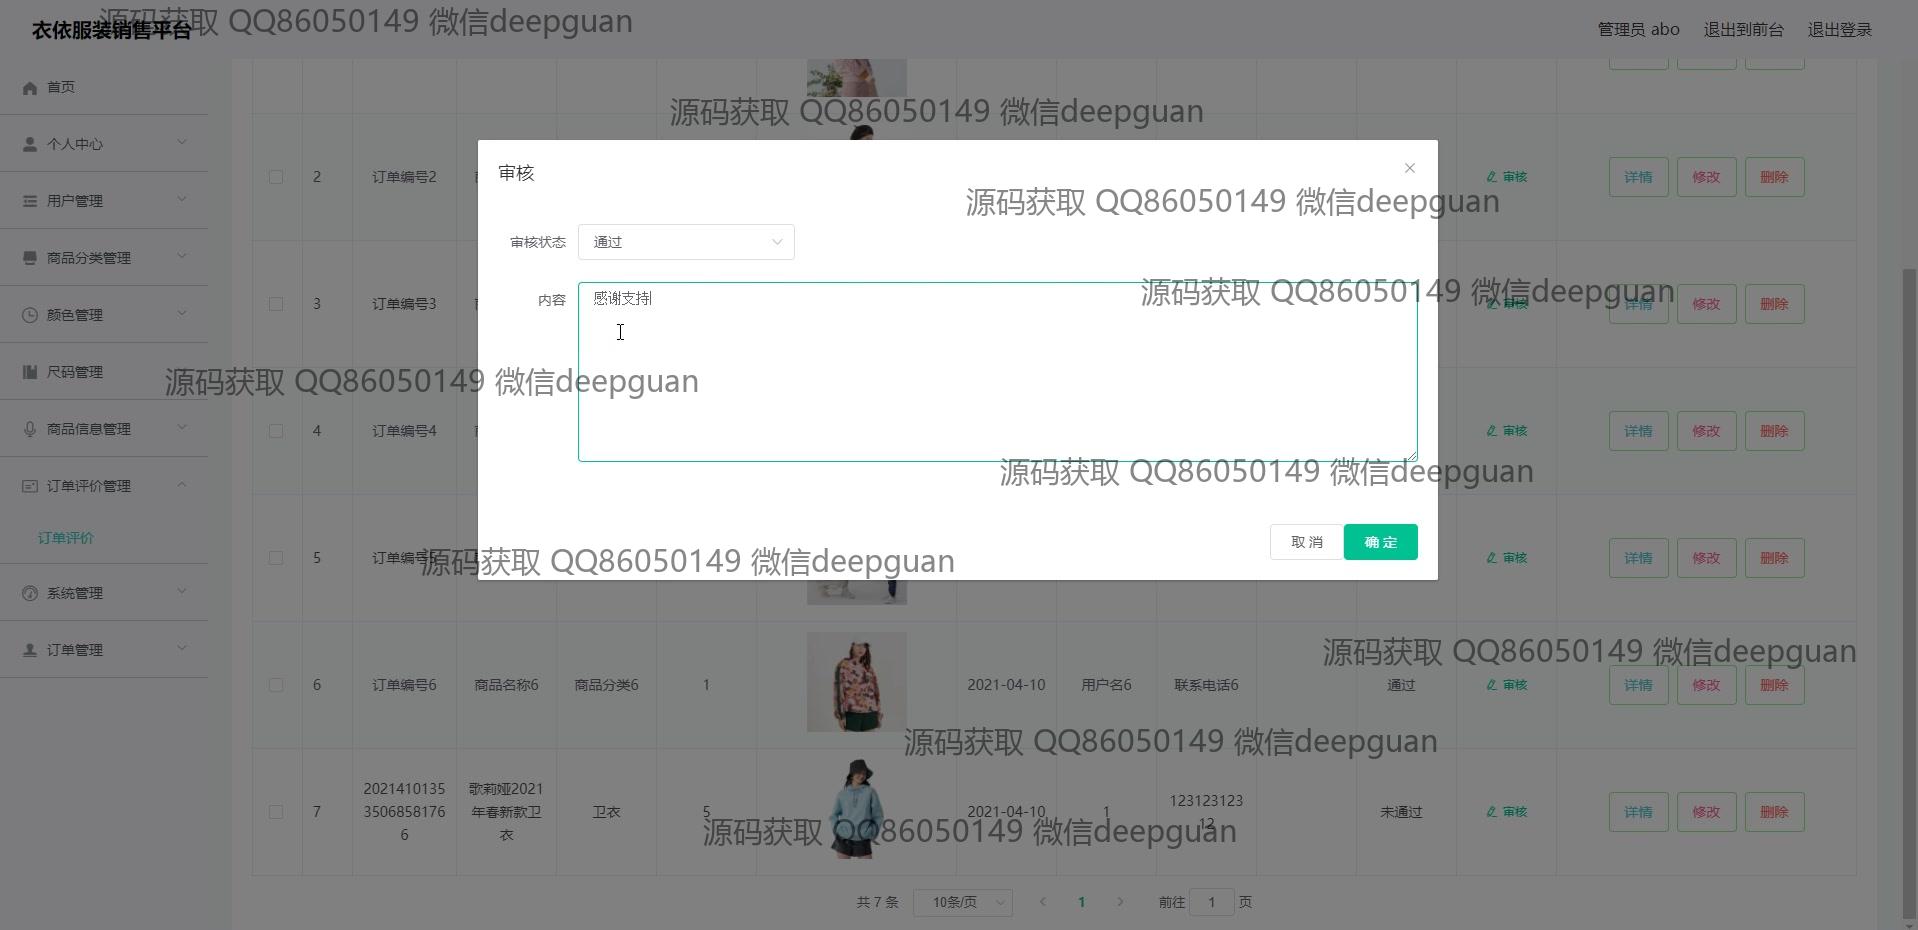 衣依服装销售平台
源码获取 QQ86050149 微信deepguan
管理员 abo 退出到前台 退出登录
首页
个人中心
用户管理
商品分类管理
颜色管理
尺码管理
商品信息管理
订单评价管理
订单评价
系统管理
订单管理
源码获取 QQ86050149 微信deepguan
审核
源码获取 QQ86050149 微信deepguan
审核状态 通过
内容 感谢支持
源码获取 QQ86050149 微信deepguan
源码获取 QQ86050149 微信deepguan
源码获取 QQ86050149 微信deepguan
取 消 确 定
源码获取 QQ86050149 微信deepguan
2 订单编号2 审核 详情 修改 删除
3 订单编号3 审核 详情 修改 删除
4 订单编号4 审核 详情 修改 删除
5 订单编号5 审核 详情 修改 删除
源码获取 QQ86050149 微信deepguan
6 订单编号6 商品名称6 商品分类6 1 2021-04-10 用户名6 联系电话6 通过 审核 详情 修改 删除
源码获取 QQ86050149 微信deepguan
7 2021410135 歌莉娅2021 卫衣 5 2021-04-10 1 123123123 未通过 审核 详情 修改 删除
3506858176 年春新款卫 12
6 衣
源码获取 QQ86050149 微信deepguan
共 7 条 10条/页 1 前往 1 页